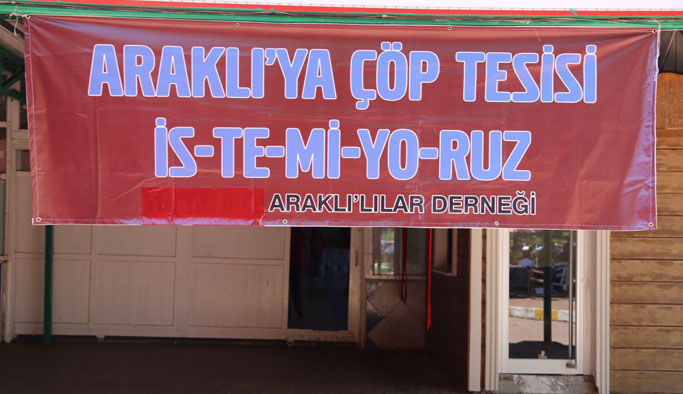 ARAKLI'YA ÇÖP TESİSİ
İS-TE-Mİ-YO-RUZ
ARAKLI'LILAR DERNEĞİ